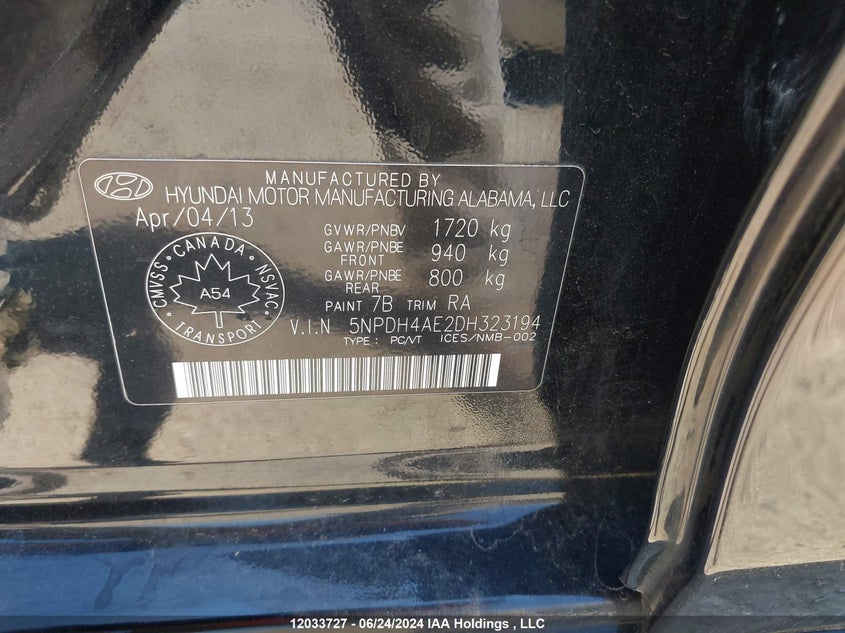 MANUFACTURED BY
HYUNDAI MOTOR MANUFACTURING ALABAMA, LLC
Apr/04/13
GVWR/PNBV 1720 kg
GAWR/PNBE FRONT 940 kg
GAWR/PNBE REAR 800 kg
PAINT 7B TRIM RA
V.I.N 5NPDH4AE2DH323194
TYPE : PC/VT ICES/NMB-002
CMVSS • CANADA • NSVAC
A54
TRANSPORT
12033727 - 06/24/2024 IAA Holdings , LLC